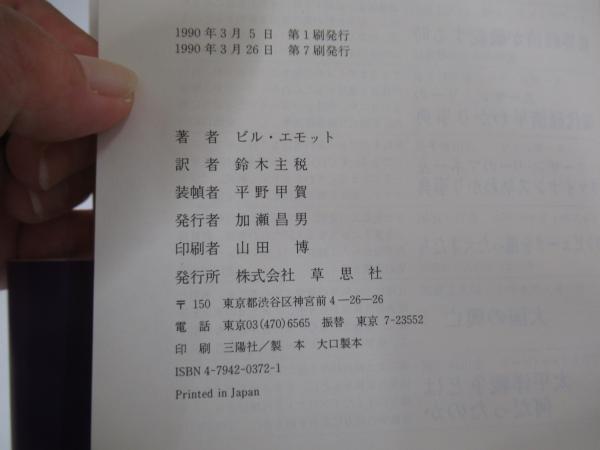 1990年3月5日 第1刷発行
1990年3月26日 第7刷発行
著者 ビル・エモット
訳者 鈴木主税
装幀者 平野甲賀
発行者 加瀬昌男
印刷者 山田 博
発行所 株式会社 草思社
〒150 東京都渋谷区神宮前4—26—26
電話 東京03(470)6565 振替 東京7-23552
印刷 三陽社/製本 大口製本
ISBN4-7942-0372-1
Printed in Japan